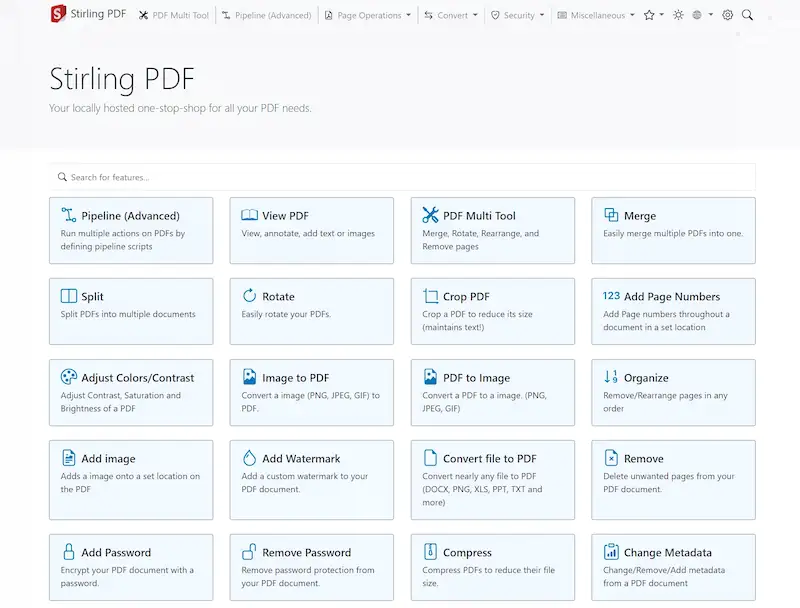 Stirling PDF PDF Multi Tool Pipeline (Advanced) Page Operations Convert Security Miscellaneous
Stirling PDF
Your locally hosted one-stop-shop for all your PDF needs.
Search for features...
Pipeline (Advanced)
Run multiple actions on PDFs by
defining pipeline scripts
View PDF
View, annotate, add text or images
PDF Multi Tool
Merge, Rotate, Rearrange, and
Remove pages
Merge
Easily merge multiple PDFs into one.
Split
Split PDFs into multiple documents
Rotate
Easily rotate your PDFs.
Crop PDF
Crop a PDF to reduce its size
(maintains text!)
123 Add Page Numbers
Add Page numbers throughout a
document in a set location
Adjust Colors/Contrast
Adjust Contrast, Saturation and
Brightness of a PDF
Image to PDF
Convert a image (PNG, JPEG, GIF) to
PDF.
PDF to Image
Convert a PDF to a image. (PNG,
JPEG, GIF)
Organize
Remove/Rearrange pages in any
order
Add image
Adds a image onto a set location on
the PDF
Add Watermark
Add a custom watermark to your
PDF document.
Convert file to PDF
Convert nearly any file to PDF
(DOCX, PNG, XLS, PPT, TXT and
more)
Remove
Delete unwanted pages from your
PDF document.
Add Password
Encrypt your PDF document with a
password.
Remove Password
Remove password protection from
your PDF document.
Compress
Compress PDFs to reduce their file
size.
Change Metadata
Change/Remove/Add metadata
from a PDF document